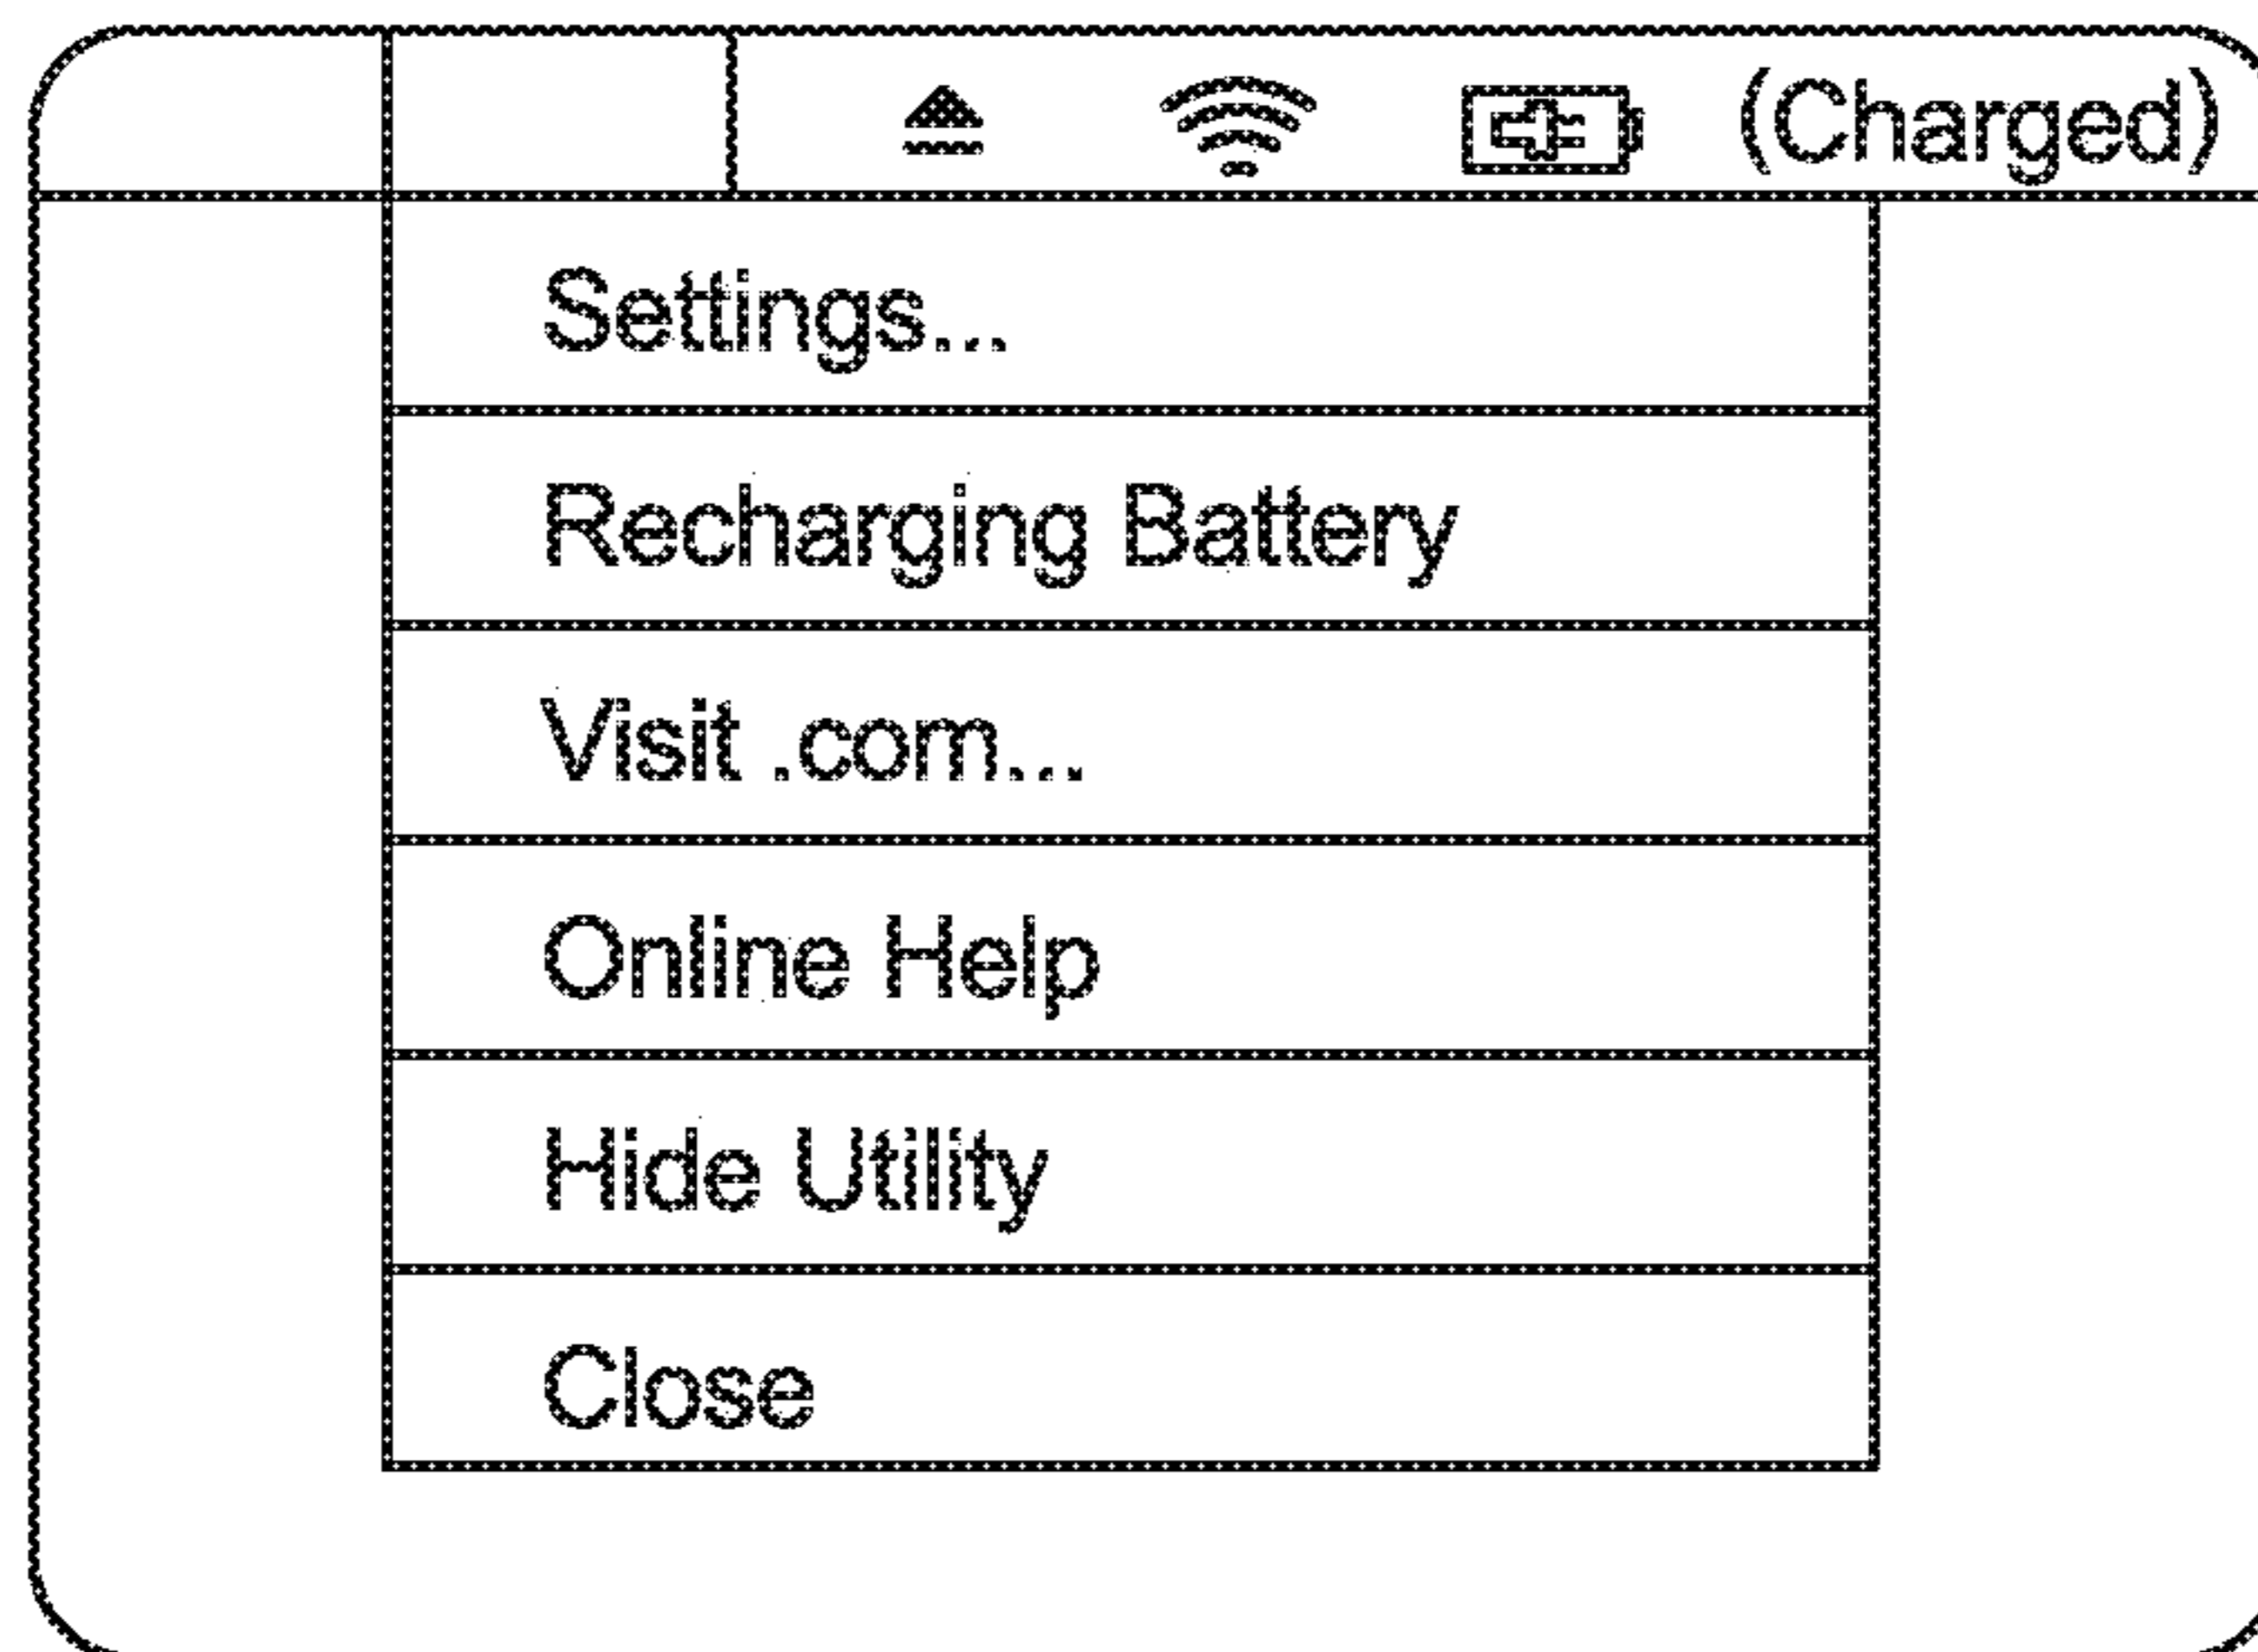 (Charged)
Settings...
Recharging Battery
Visit .com...
Online Help
Hide Utility
Close